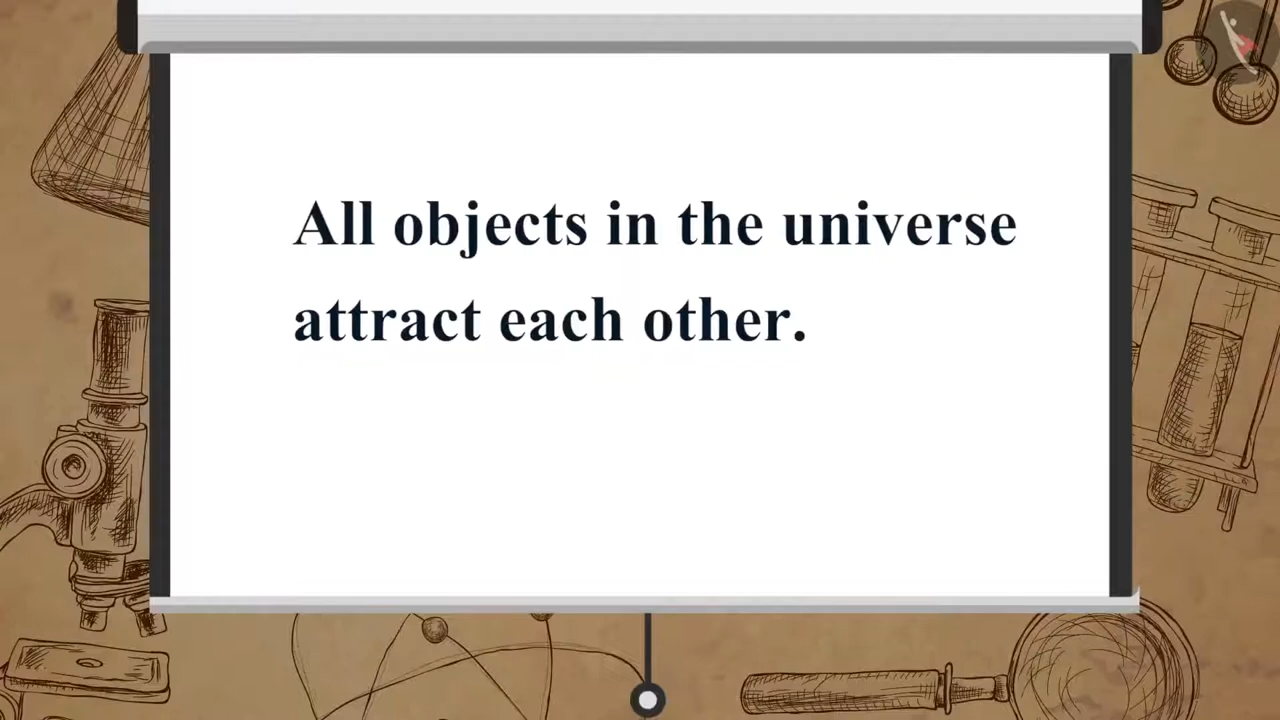 All objects in the universe
attract each other.